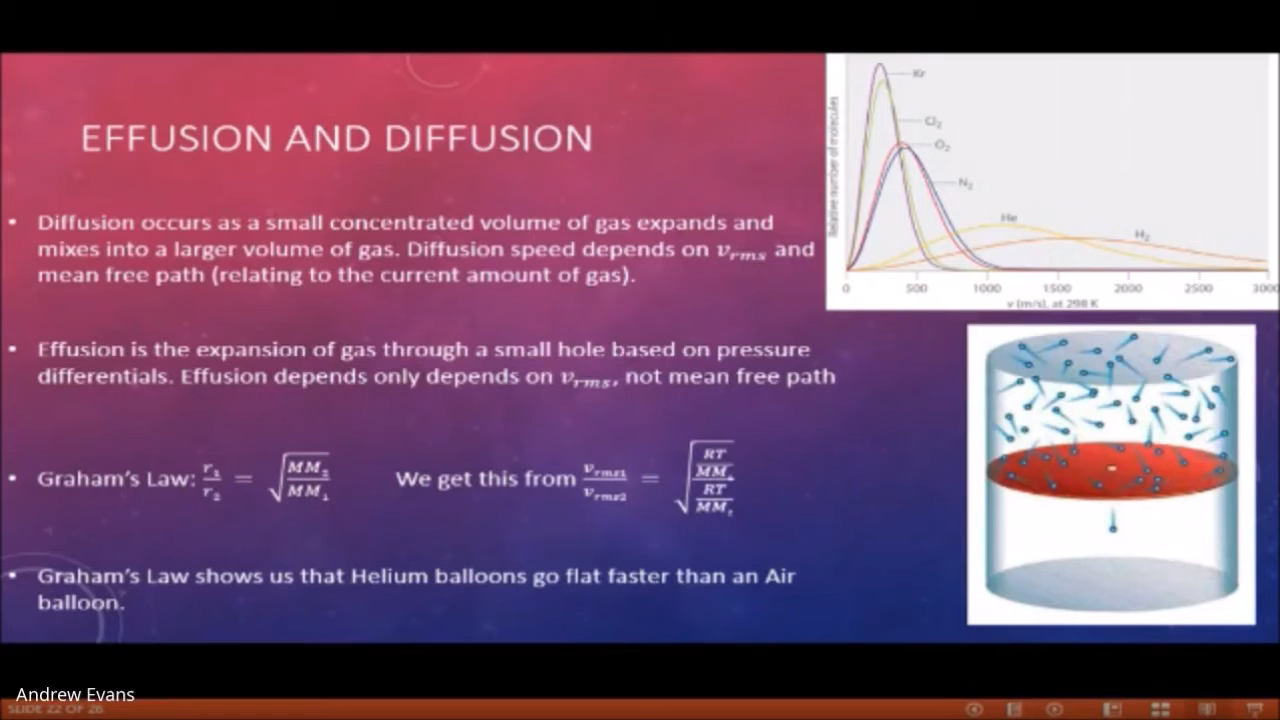 EFFUSION AND DIFFUSION
• Diffusion occurs as a small concentrated volume of gas expands and
mixes into a larger volume of gas. Diffusion speed depends on vᵣₘₛ and
mean free path (relating to the current amount of gas).
• Effusion is the expansion of gas through a small hole based on pressure
differentials. Effusion depends only depends on vᵣₘₛ, not mean free path
• Graham's Law: r₁/r₂ = √(MM₂/MM₁) We get this from vᵣₘₛ₁/vᵣₘₛ₂ = √((RT/MM₁)/(RT/MM₂))
• Graham's Law shows us that Helium balloons go flat faster than an Air
balloon.
Relative number of molecules
Kr
Cl₂
O₂
N₂
He
H₂
0 500 1000 1500 2000 2500 3000
v (m/s), at 298 K
Andrew Evans
SLIDE 22 OF 26